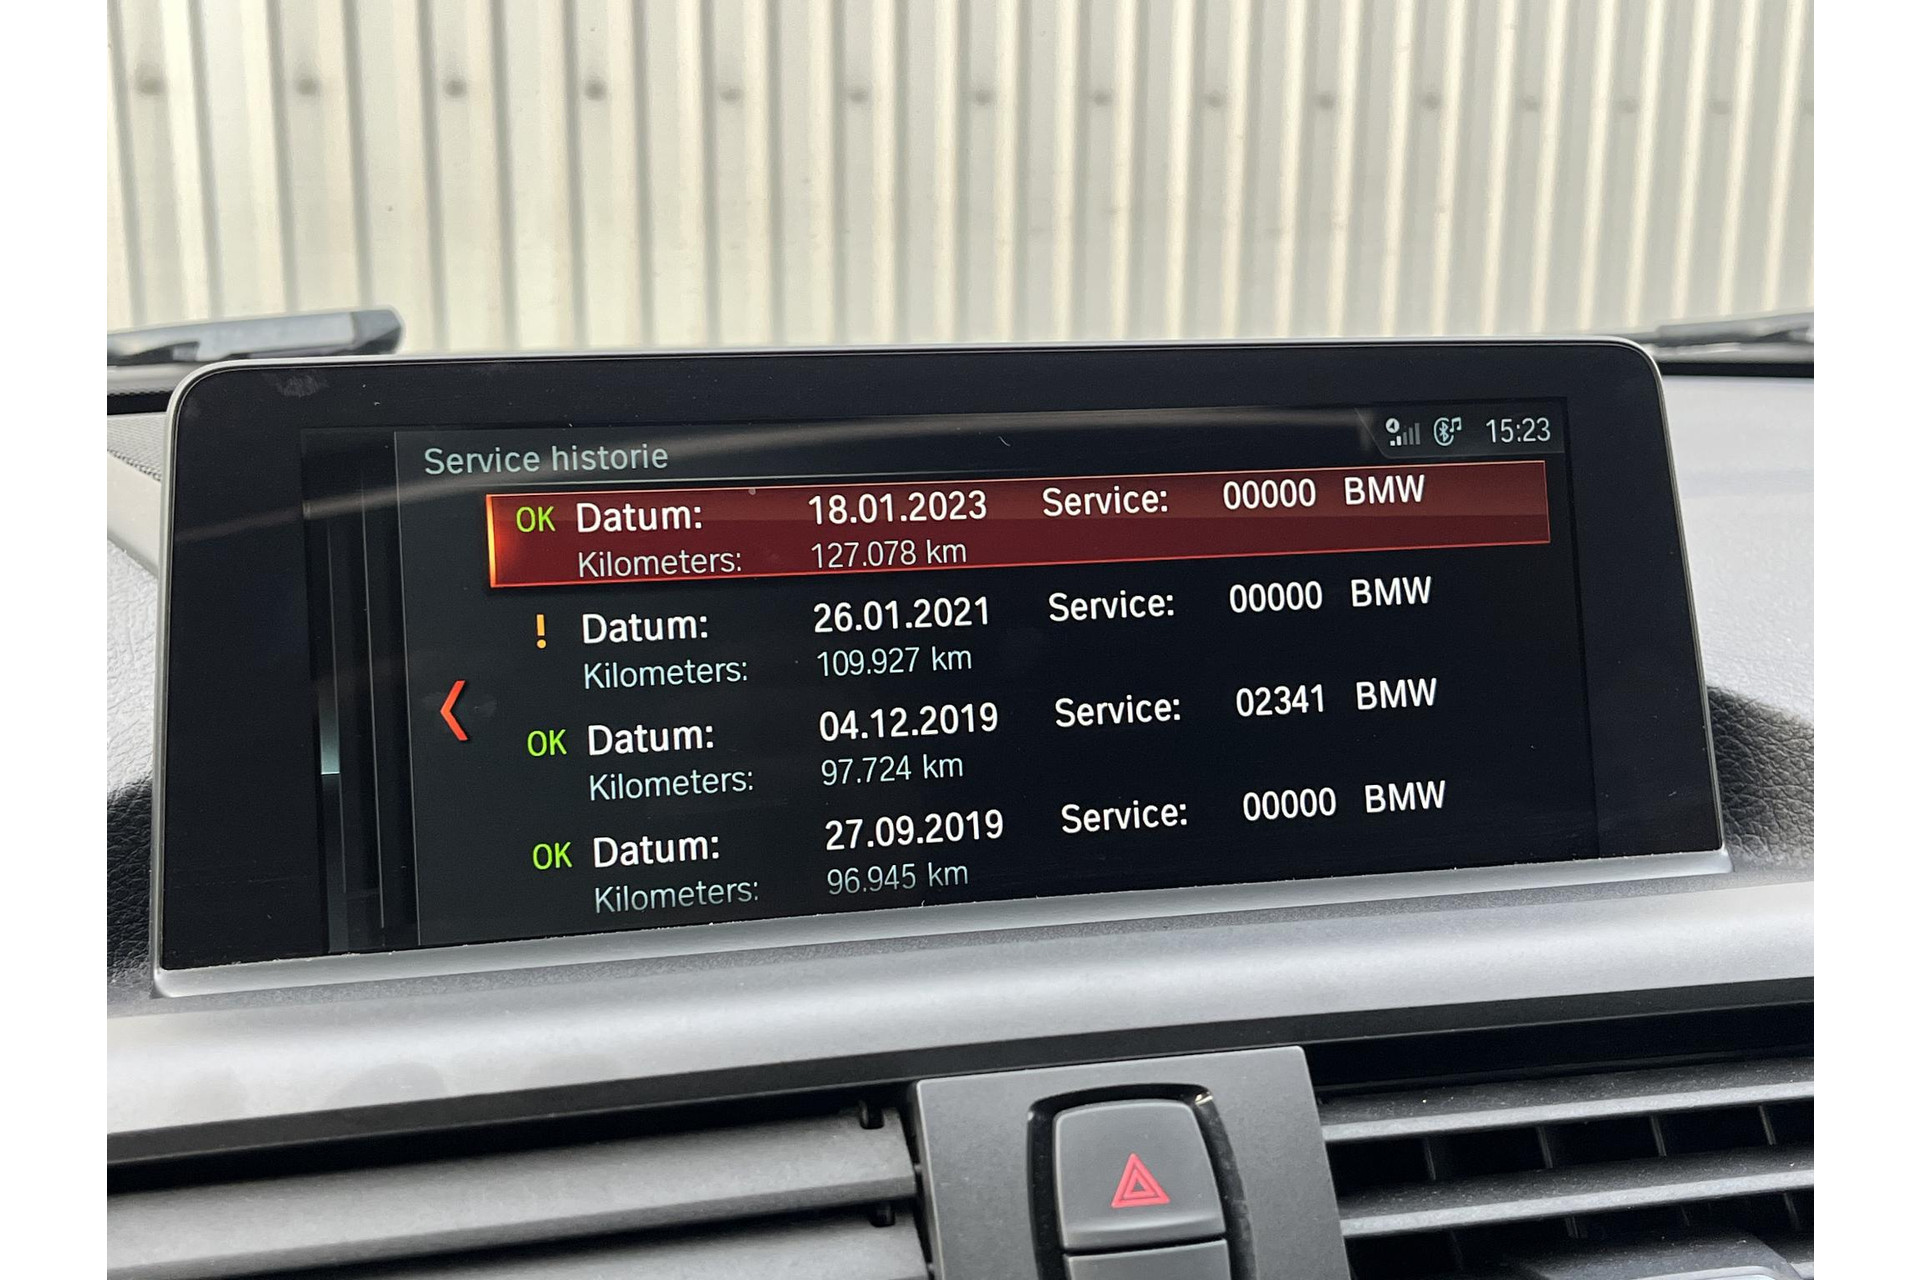 15:23
Service historie
OK Datum: 18.01.2023 Service: 00000 BMW
Kilometers: 127.078 km
! Datum: 26.01.2021 Service: 00000 BMW
Kilometers: 109.927 km
OK Datum: 04.12.2019 Service: 02341 BMW
Kilometers: 97.724 km
OK Datum: 27.09.2019 Service: 00000 BMW
Kilometers: 96.945 km